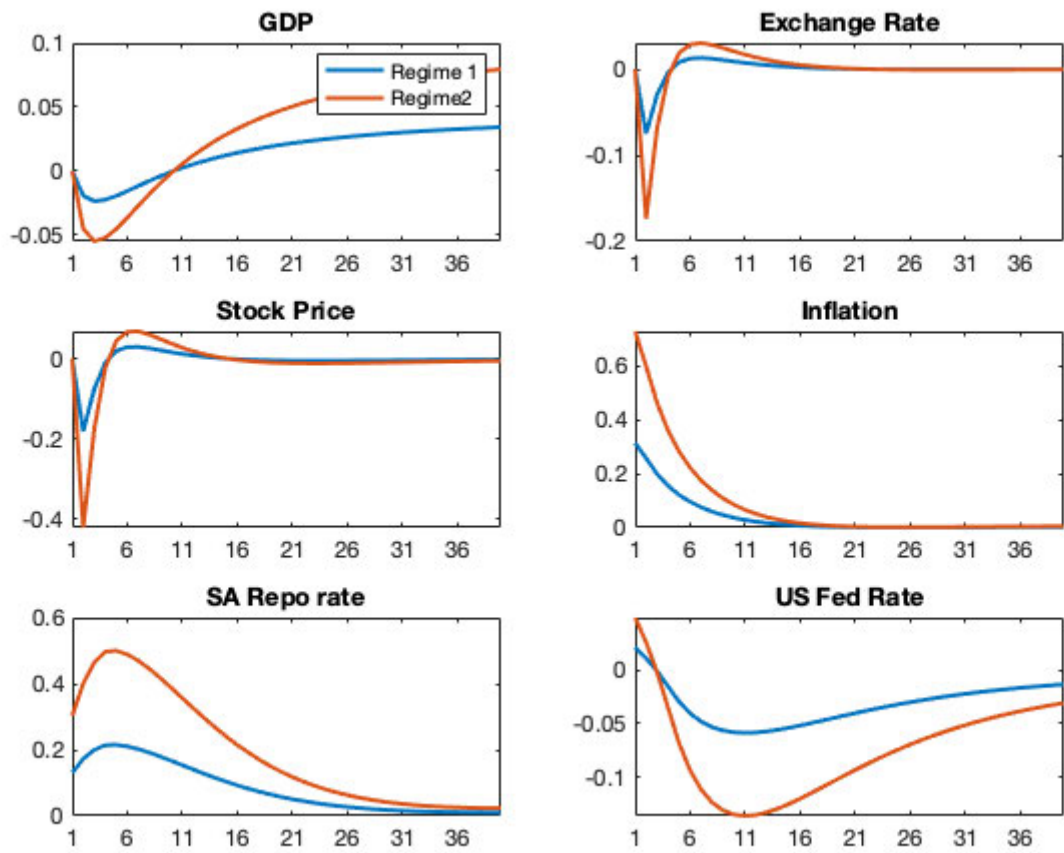 GDP
0.1
0.05
0
-0.05
1 6 11 16 21 26 31 36
Regime 1
Regime2
Exchange Rate
0
-0.1
-0.2
1 6 11 16 21 26 31 36
Stock Price
0
-0.2
-0.4
1 6 11 16 21 26 31 36
Inflation
0.6
0.4
0.2
0
1 6 11 16 21 26 31 36
SA Repo rate
0.6
0.4
0.2
0
1 6 11 16 21 26 31 36
US Fed Rate
0
-0.05
-0.1
1 6 11 16 21 26 31 36